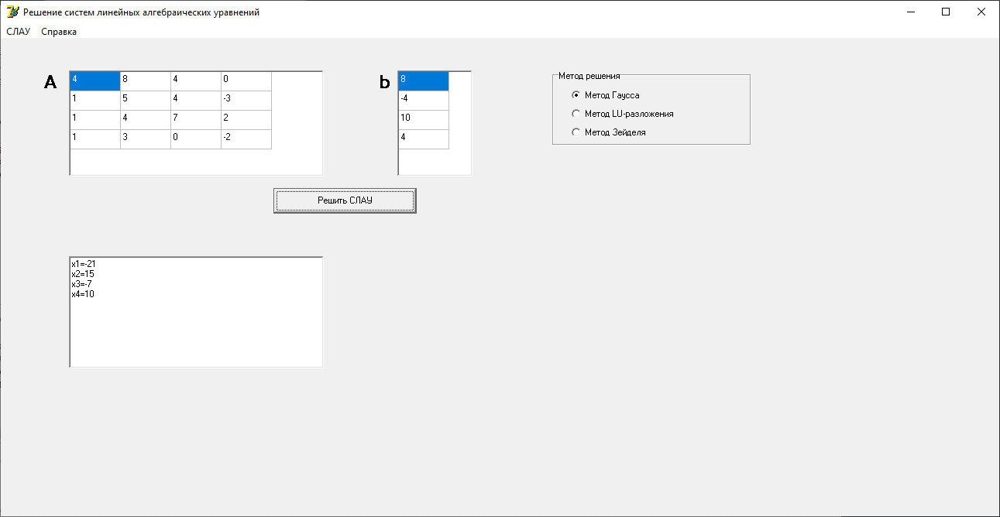 Решение систем линейных алгебраических уравнений
СЛАУ Справка
A
4 8 4 0
1 5 4 -3
1 4 7 2
1 3 0 -2
b
8
-4
10
4
Метод решения
Метод Гаусса
Метод LU-разложения
Метод Зейделя
Решить СЛАУ
x1=-21
x2=15
x3=-7
x4=10